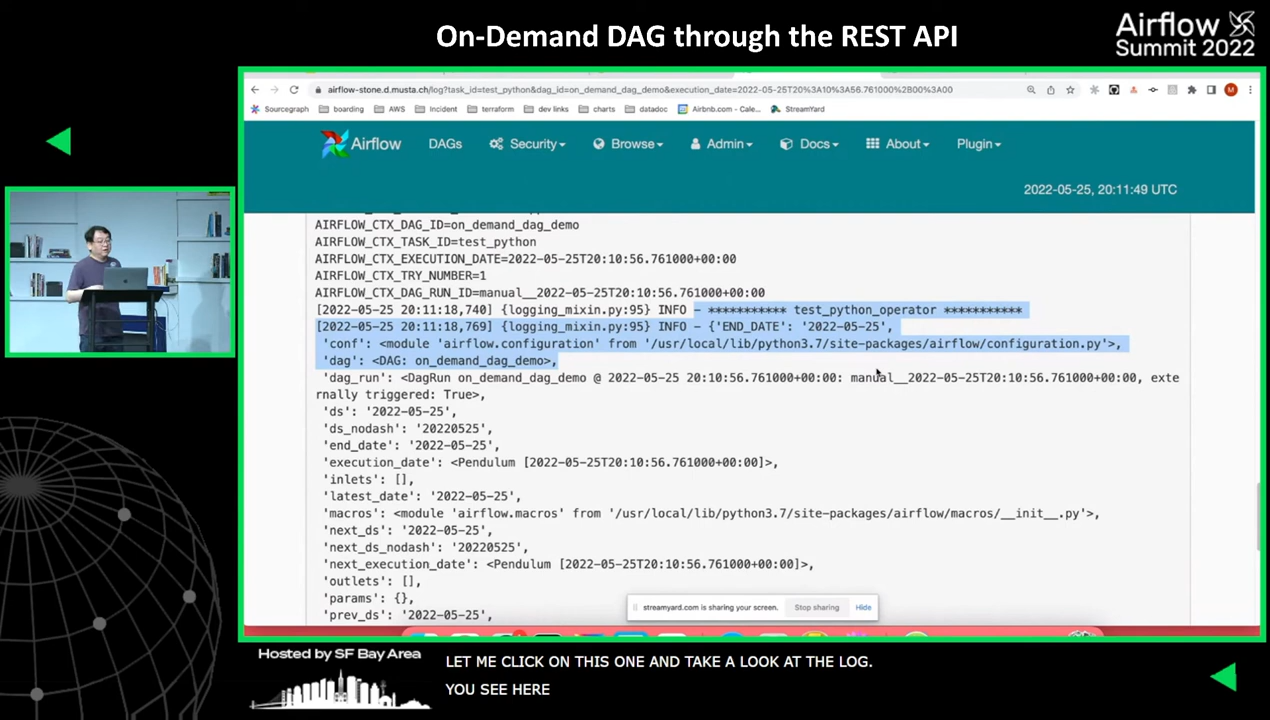 On-Demand DAG through the REST API
Airflow
Summit 2022
airflow-stone.d.musta.ch/log?task_id=test_python&dag_id=on_demand_dag_demo&execution_date=2022-05-25T20%3A10%3A56.761000%2B00%3A00
Sourcegraph boarding AWS Incident terraform dev links charts datadoc Airbnb.com - Cale... StreamYard
Airflow DAGs Security Browse Admin Docs About Plugin
2022-05-25, 20:11:49 UTC
AIRFLOW_CTX_DAG_ID=on_demand_dag_demo
AIRFLOW_CTX_TASK_ID=test_python
AIRFLOW_CTX_EXECUTION_DATE=2022-05-25T20:10:56.761000+00:00
AIRFLOW_CTX_TRY_NUMBER=1
AIRFLOW_CTX_DAG_RUN_ID=manual__2022-05-25T20:10:56.761000+00:00
[2022-05-25 20:11:18,740] {logging_mixin.py:95} INFO - *********** test_python_operator ***********
[2022-05-25 20:11:18,769] {logging_mixin.py:95} INFO - {'END_DATE': '2022-05-25',
'conf': <module 'airflow.configuration' from '/usr/local/lib/python3.7/site-packages/airflow/configuration.py'>,
'dag': <DAG: on_demand_dag_demo>,
'dag_run': <DagRun on_demand_dag_demo @ 2022-05-25 20:10:56.761000+00:00: manual__2022-05-25T20:10:56.761000+00:00, exte
rnally triggered: True>,
'ds': '2022-05-25',
'ds_nodash': '20220525',
'end_date': '2022-05-25',
'execution_date': <Pendulum [2022-05-25T20:10:56.761000+00:00]>,
'inlets': [],
'latest_date': '2022-05-25',
'macros': <module 'airflow.macros' from '/usr/local/lib/python3.7/site-packages/airflow/macros/__init__.py'>,
'next_ds': '2022-05-25',
'next_ds_nodash': '20220525',
'next_execution_date': <Pendulum [2022-05-25T20:10:56.761000+00:00]>,
'outlets': [],
'params': {},
'prev_ds': '2022-05-25',
streamyard.com is sharing your screen. Stop sharing Hide
Hosted by SF Bay Area
LET ME CLICK ON THIS ONE AND TAKE A LOOK AT THE LOG.
YOU SEE HERE